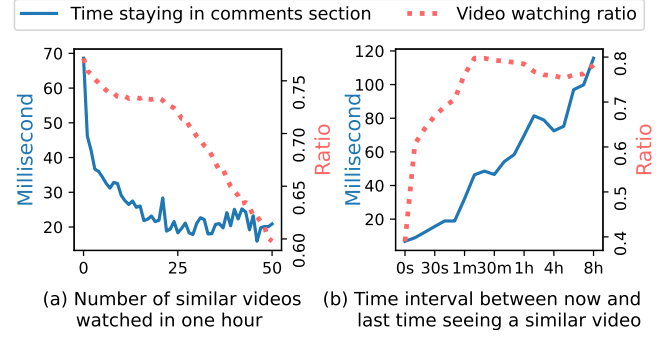 Time staying in comments section
Video watching ratio
70
60
50
40
30
20
Millisecond
0.75
0.70
0.65
0.60
Ratio
0
25
50
(a) Number of similar videos
watched in one hour
120
100
80
60
40
20
Millisecond
0.8
0.7
0.6
0.5
0.4
Ratio
0s 30s 1m 30m 1h 4h 8h
(b) Time interval between now and
last time seeing a similar video